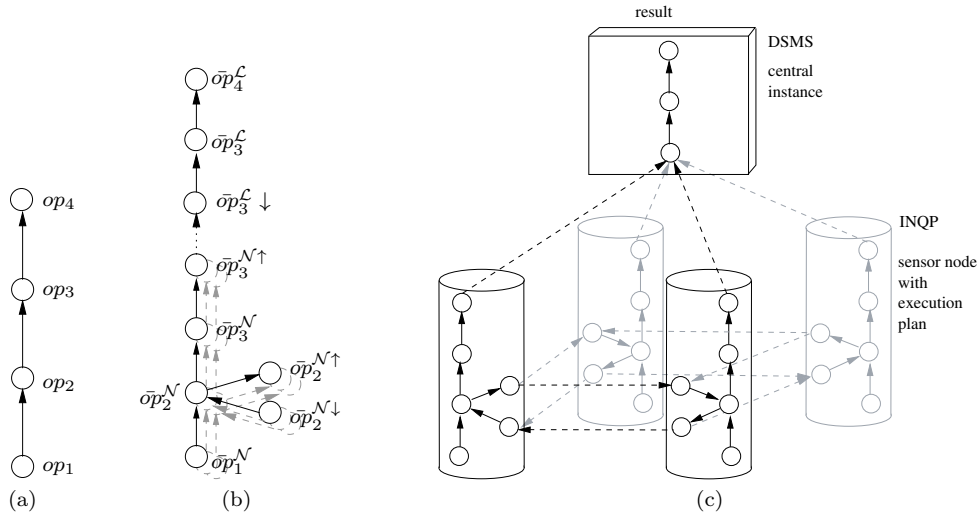 op₄
op₃
op₂
op₁
(a)
ōp₄^ℒ
ōp₃^ℒ
ōp₃^ℒ ↓
ōp₃^𝒩↑
ōp₃^𝒩
ōp₂^𝒩↑
ōp₂^𝒩
ōp₂^𝒩↓
ōp₁^𝒩
(b)
result
DSMS
central
instance
INQP
sensor node
with
execution
plan
(c)